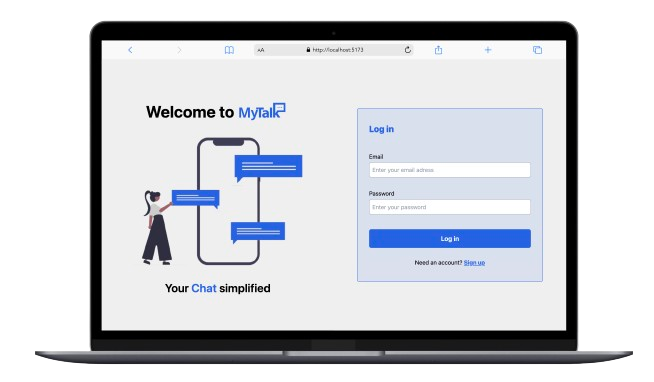 AA
http://localhost:5173
Welcome to MyTalk
Your Chat simplified
Log in
Email
Enter your email adress
Password
Enter your password
Log in
Need an account? Sign up